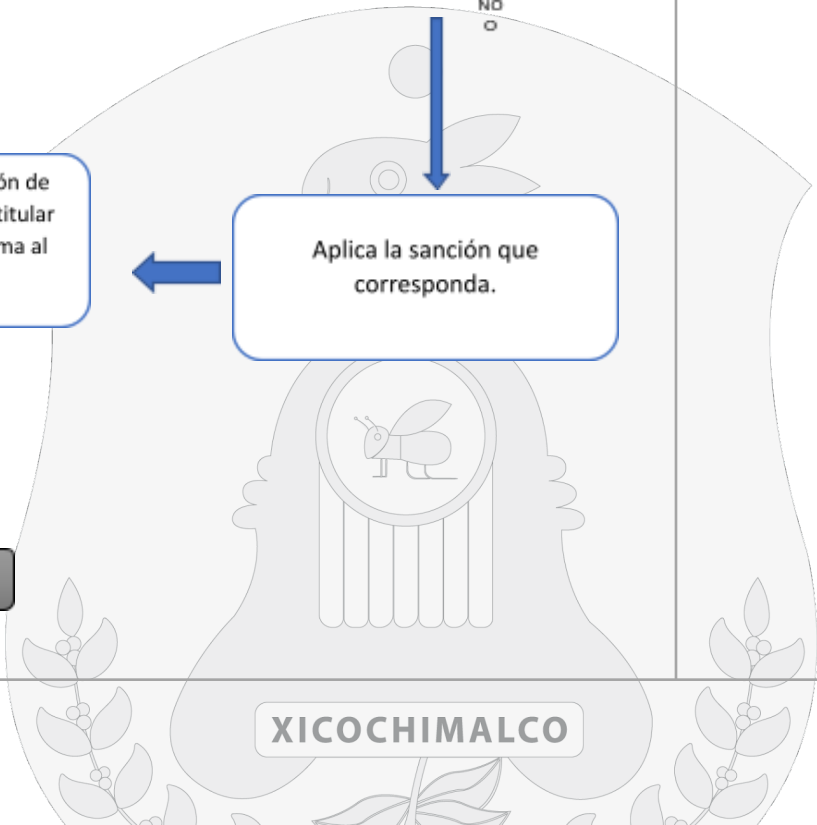 NO
O
ón de
titular
ma al
Aplica la sanción que
corresponda.
XICOCHIMALCO